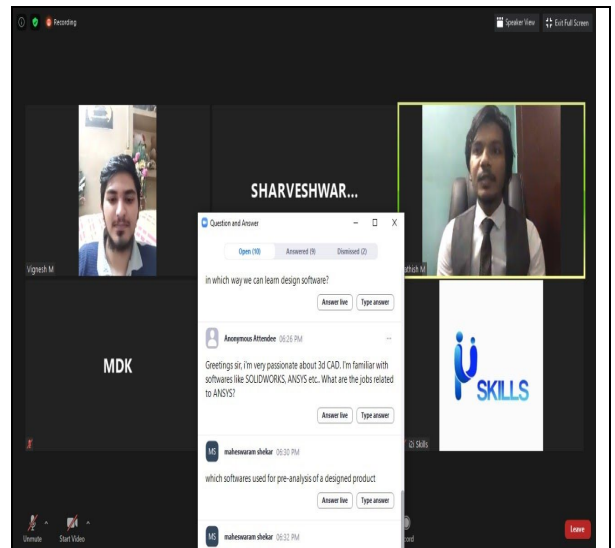 Recording
Speaker View
Exit Full Screen
SHARVESHWAR...
Vignesh M
athish M
Question and Answer
Open (10)
Answered (9)
Dismissed (2)
in which way we can learn design software?
Answer live
Type answer
Anonymous Attendee 06:26 PM
Greetings sir, i'm very passionate about 3d CAD. I'm familiar with
softwares like SOLIDWORKS, ANSYS etc.. What are the jobs related
to ANSYS?
Answer live
Type answer
MS
maheswaram shekar 06:30 PM
which softwares used for pre-analysis of a designed product
Answer live
Type answer
MS
maheswaram shekar 06:32 PM
MDK
SKILLS
Skills
Unmute
Start Video
ord
Leave